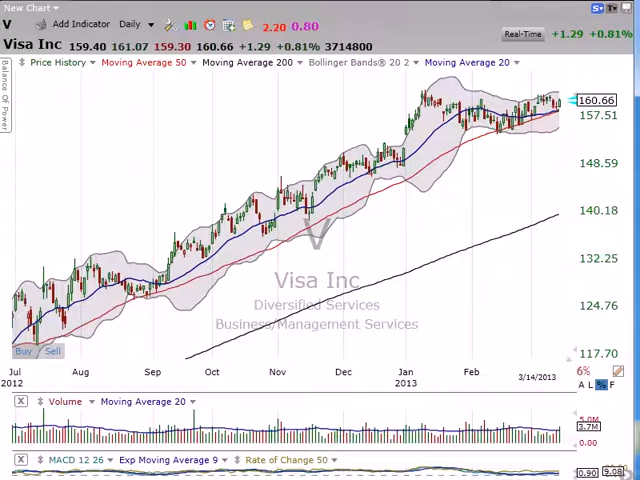 New Chart
V Add Indicator Daily 2.20 0.80
Visa Inc 159.40 161.07 159.30 160.66 +1.29 +0.81% 3714800 Real-Time +1.29 +0.81%
Balance Of Power
Price History Moving Average 50 Moving Average 200 Bollinger Bands® 20 2 Moving Average 20
160.66
157.51
148.59
140.18
132.25
124.76
117.70
V
Visa Inc
Diversified Services
Business/Management Services
Buy Sell
Jul Aug Sep Oct Nov Dec Jan Feb 3/14/2013 6%
2012 2013 A L % F
X Volume Moving Average 20
5.0M
3.7M
0.00
X MACD 12 26 Exp Moving Average 9 Rate of Change 50
0.90 9.08